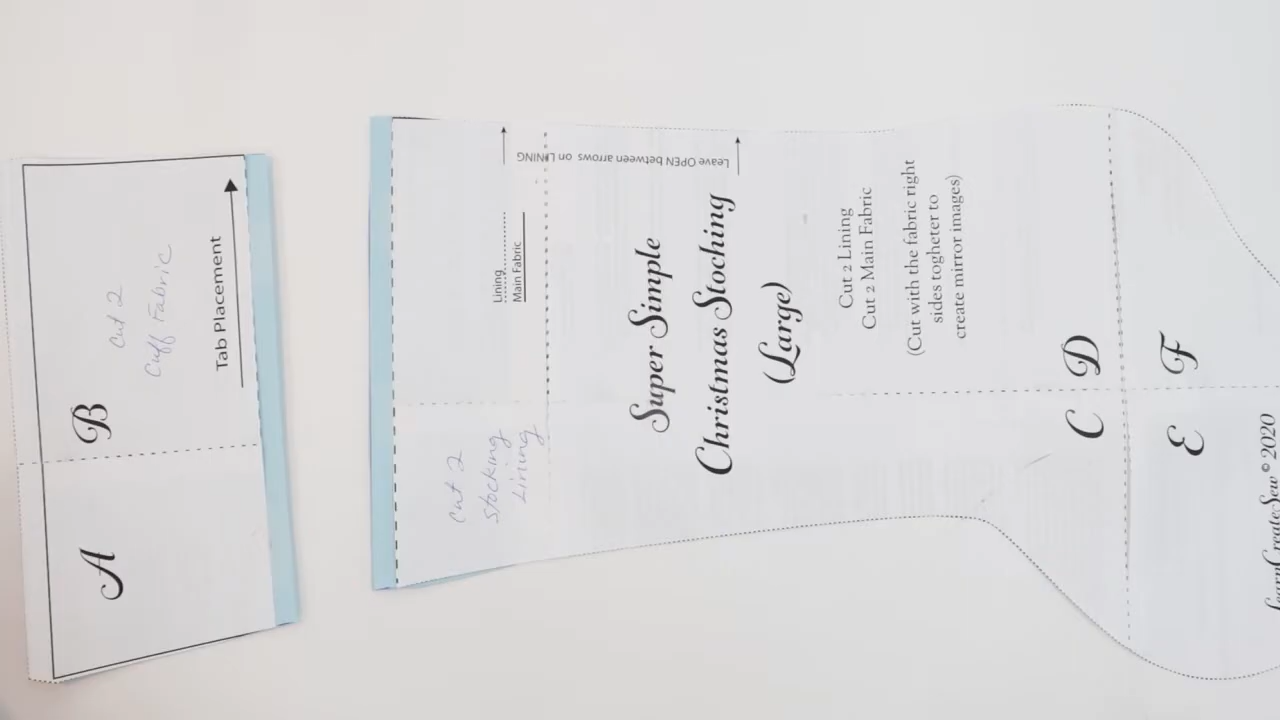 A
B
Cut 2
Cuff Fabric
Tab Placement
Cut 2
Stocking
Lining
Lining
Main Fabric
Leave OPEN between arrows on LINING
Super Simple
Christmas Stoching
(Large)
Cut 2 Lining
Cut 2 Main Fabric
(Cut with the fabric right
sides togheter to
create mirror images)
C
D
E
F
LearnCreateSew © 2020